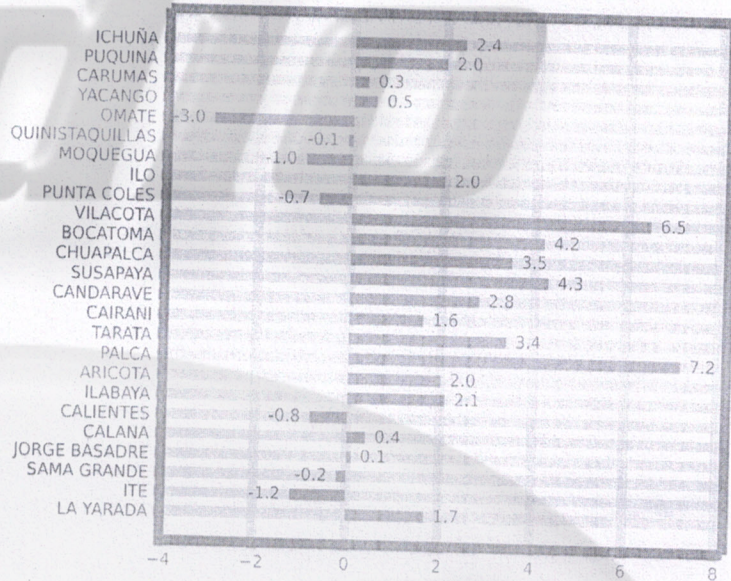 ICHUÑA 2.4
PUQUINA 2.0
CARUMAS 0.3
YACANGO 0.5
OMATE -3.0
QUINISTAQUILLAS -0.1
MOQUEGUA -1.0
ILO 2.0
PUNTA COLES -0.7
VILACOTA 6.5
BOCATOMA 4.2
CHUAPALCA 3.5
SUSAPAYA 4.3
CANDARAVE 2.8
CAIRANI 1.6
TARATA 3.4
PALCA 7.2
ARICOTA 2.0
ILABAYA 2.1
CALIENTES -0.8
CALANA 0.4
JORGE BASADRE 0.1
SAMA GRANDE -0.2
ITE -1.2
LA YARADA 1.7
−4 −2 0 2 4 6 8